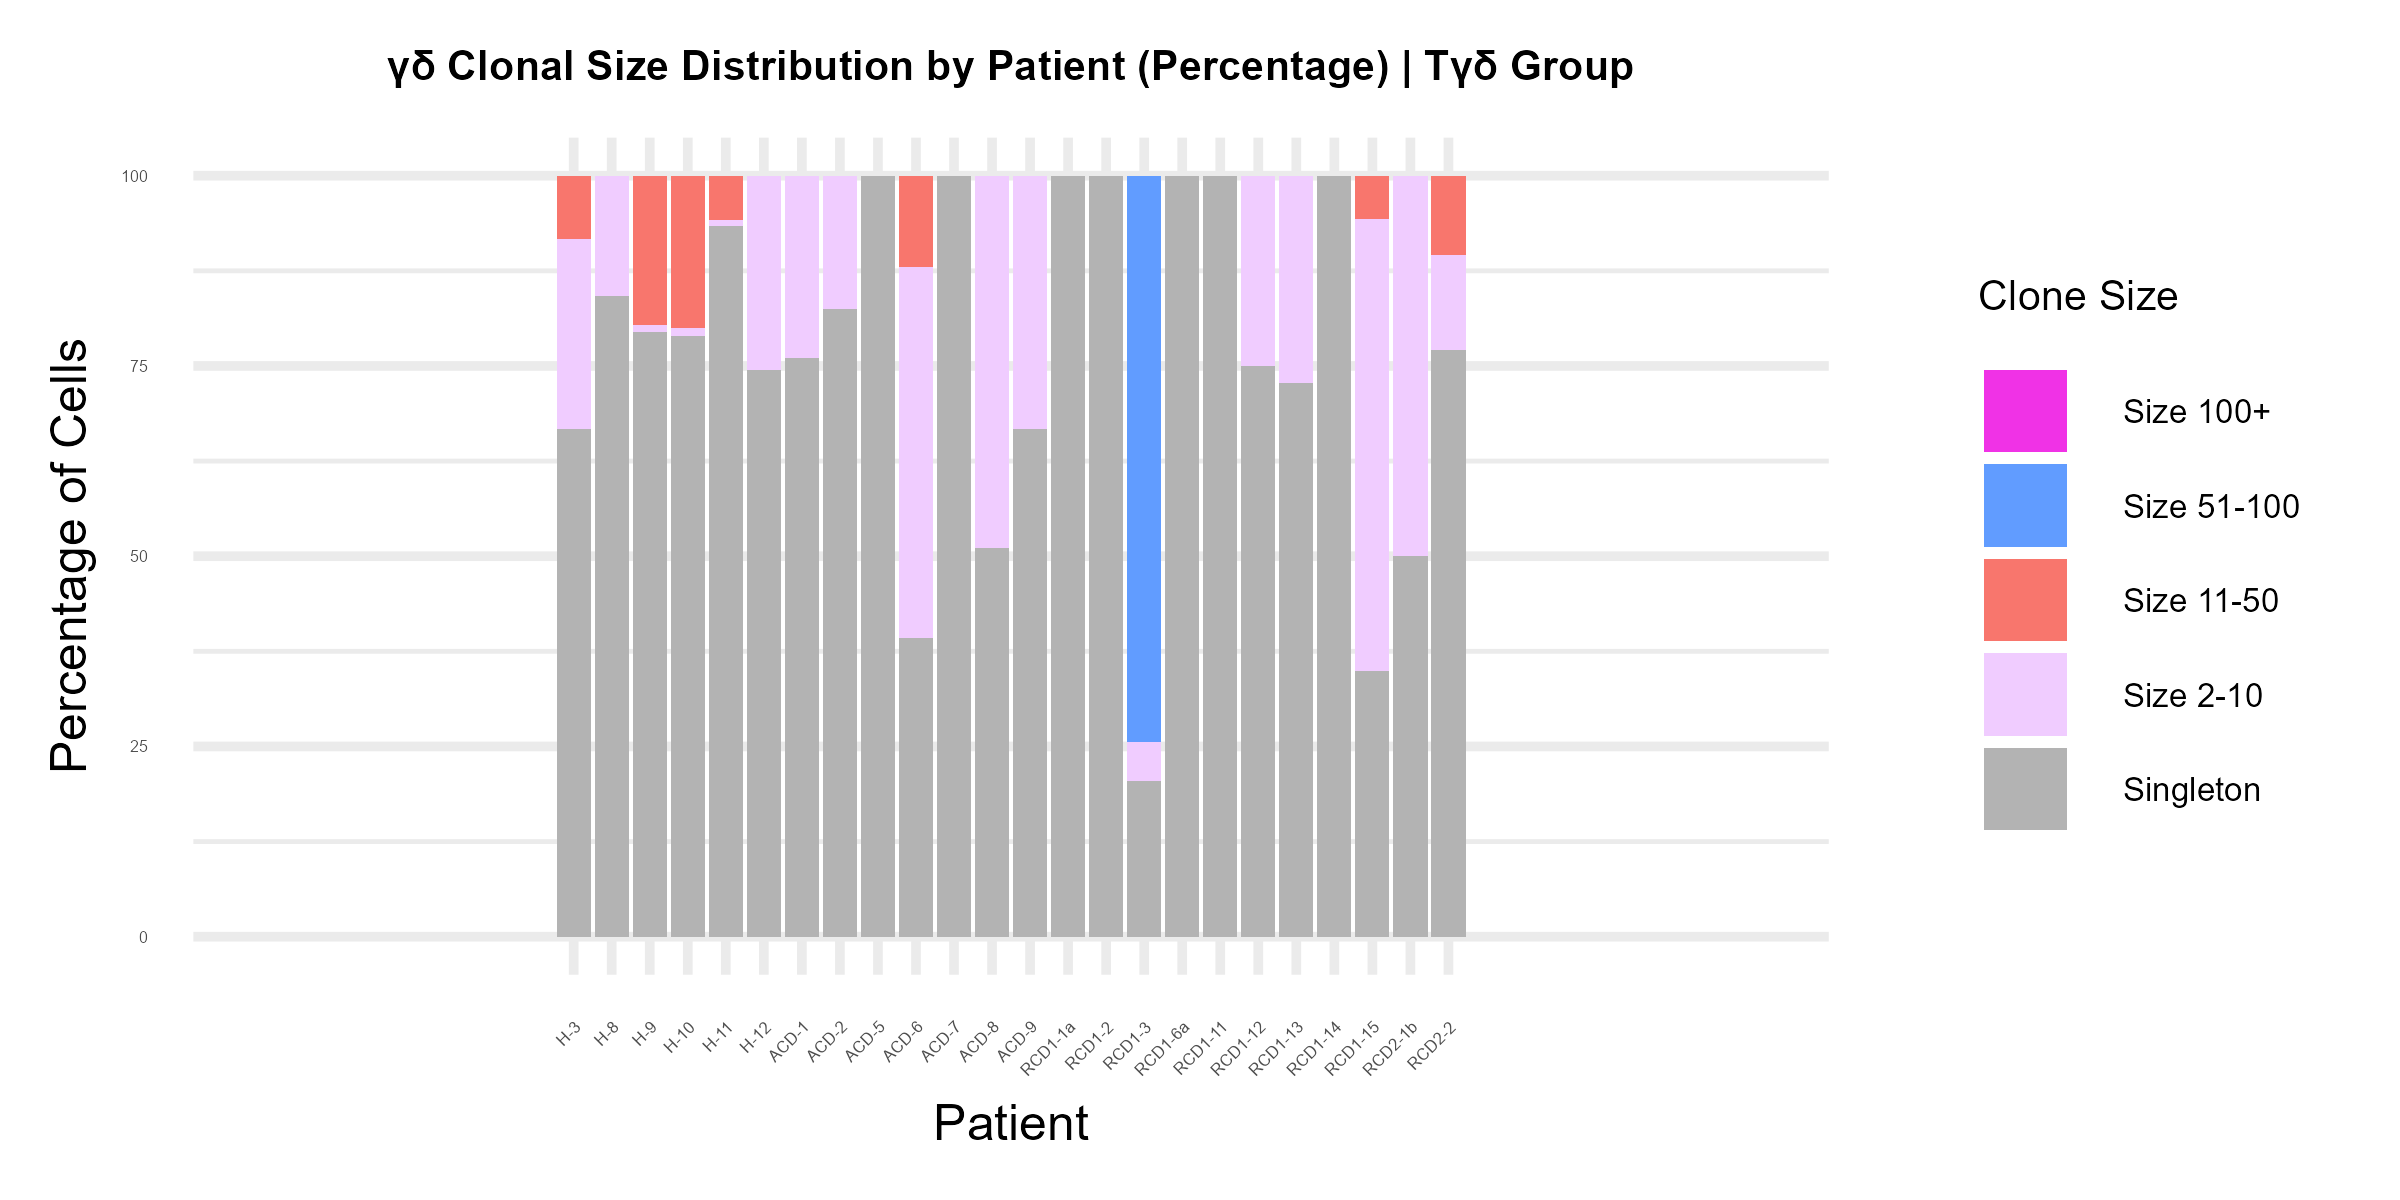 γδ Clonal Size Distribution by Patient (Percentage) | Tγδ Group
Percentage of Cells
100
75
50
25
0
H-3
H-8
H-9
H-10
H-11
H-12
ACD-1
ACD-2
ACD-5
ACD-6
ACD-7
ACD-8
ACD-9
RCD1-1a
RCD1-2
RCD1-3
RCD1-6a
RCD1-11
RCD1-12
RCD1-13
RCD1-14
RCD1-15
RCD2-1b
RCD2-2
Patient
Clone Size
Size 100+
Size 51-100
Size 11-50
Size 2-10
Singleton